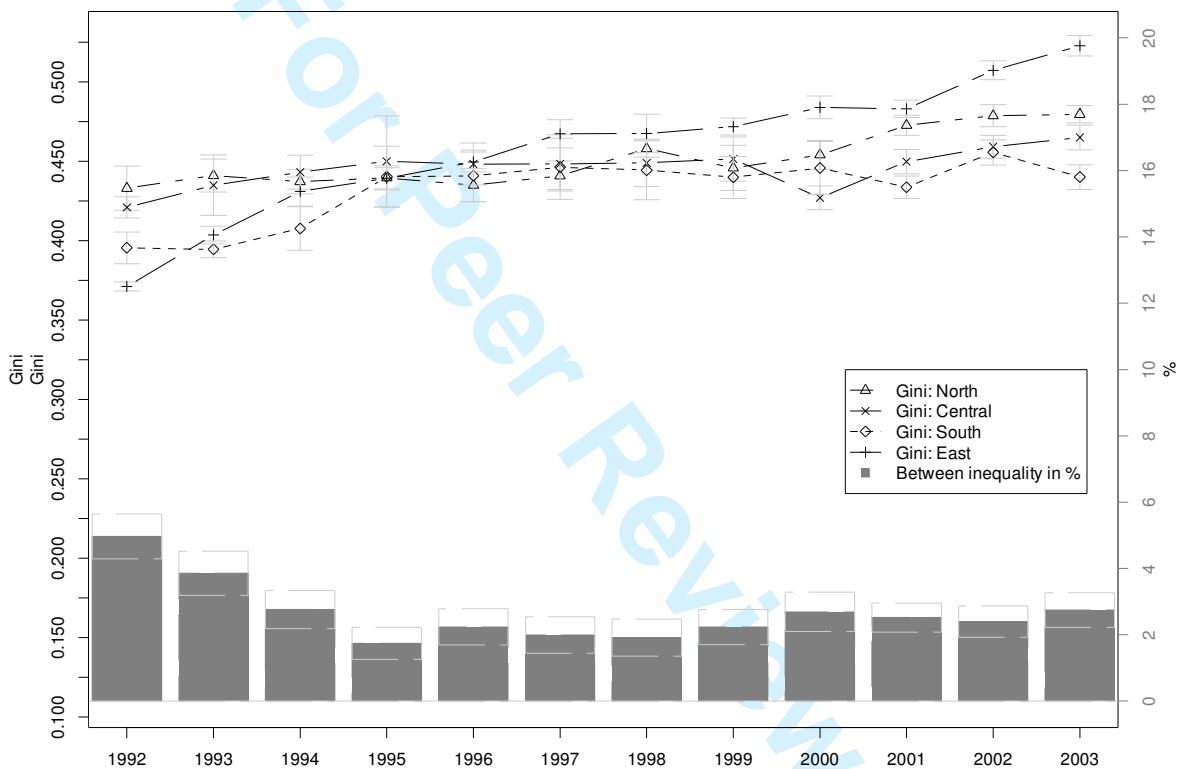 For Peer Review
0.500
0.450
0.400
0.350
0.300
0.250
0.200
0.150
0.100
Gini
Gini
20
18
16
14
12
10
8
6
4
2
0
%
Gini: North
Gini: Central
Gini: South
Gini: East
Between inequality in %
1992 1993 1994 1995 1996 1997 1998 1999 2000 2001 2002 2003